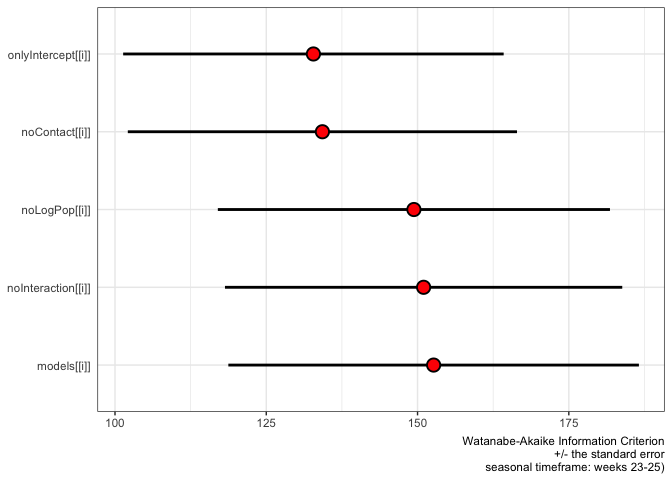 onlyIntercept[[i]]
noContact[[i]]
noLogPop[[i]]
noInteraction[[i]]
models[[i]]
100 125 150 175
Watanabe-Akaike Information Criterion
+/- the standard error
seasonal timeframe: weeks 23-25)